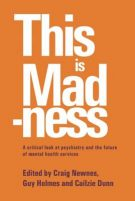 This
is
Mad
-ness
A critical look at psychiatry and the future
of mental health services
Edited by Craig Newnes,
Guy Holmes and Cailzie Dunn